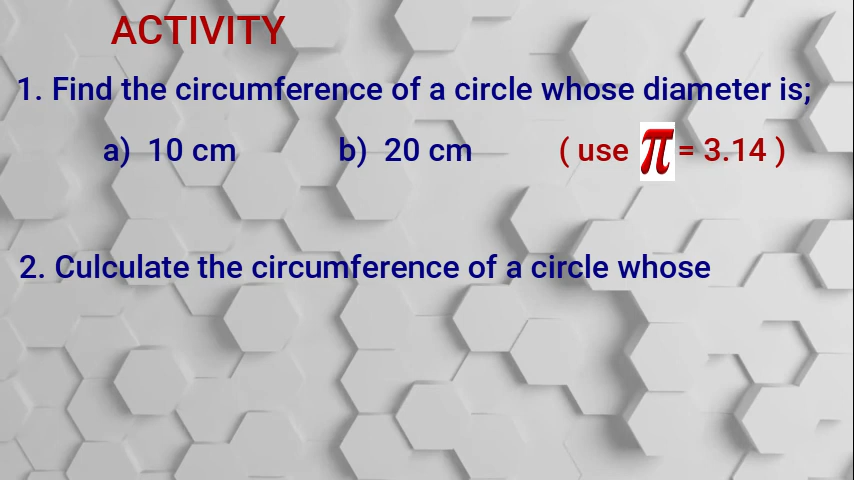 ACTIVITY
1. Find the circumference of a circle whose diameter is;
a) 10 cm b) 20 cm ( use π = 3.14 )
2. Culculate the circumference of a circle whose